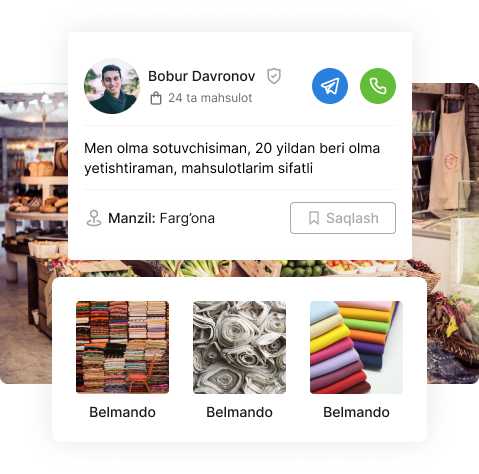 Bobur Davronov
24 ta mahsulot
Men olma sotuvchisiman, 20 yildan beri olma
yetishtiraman, mahsulotlarim sifatli
Manzil: Farg’ona
Saqlash
Belmando
Belmando
Belmando